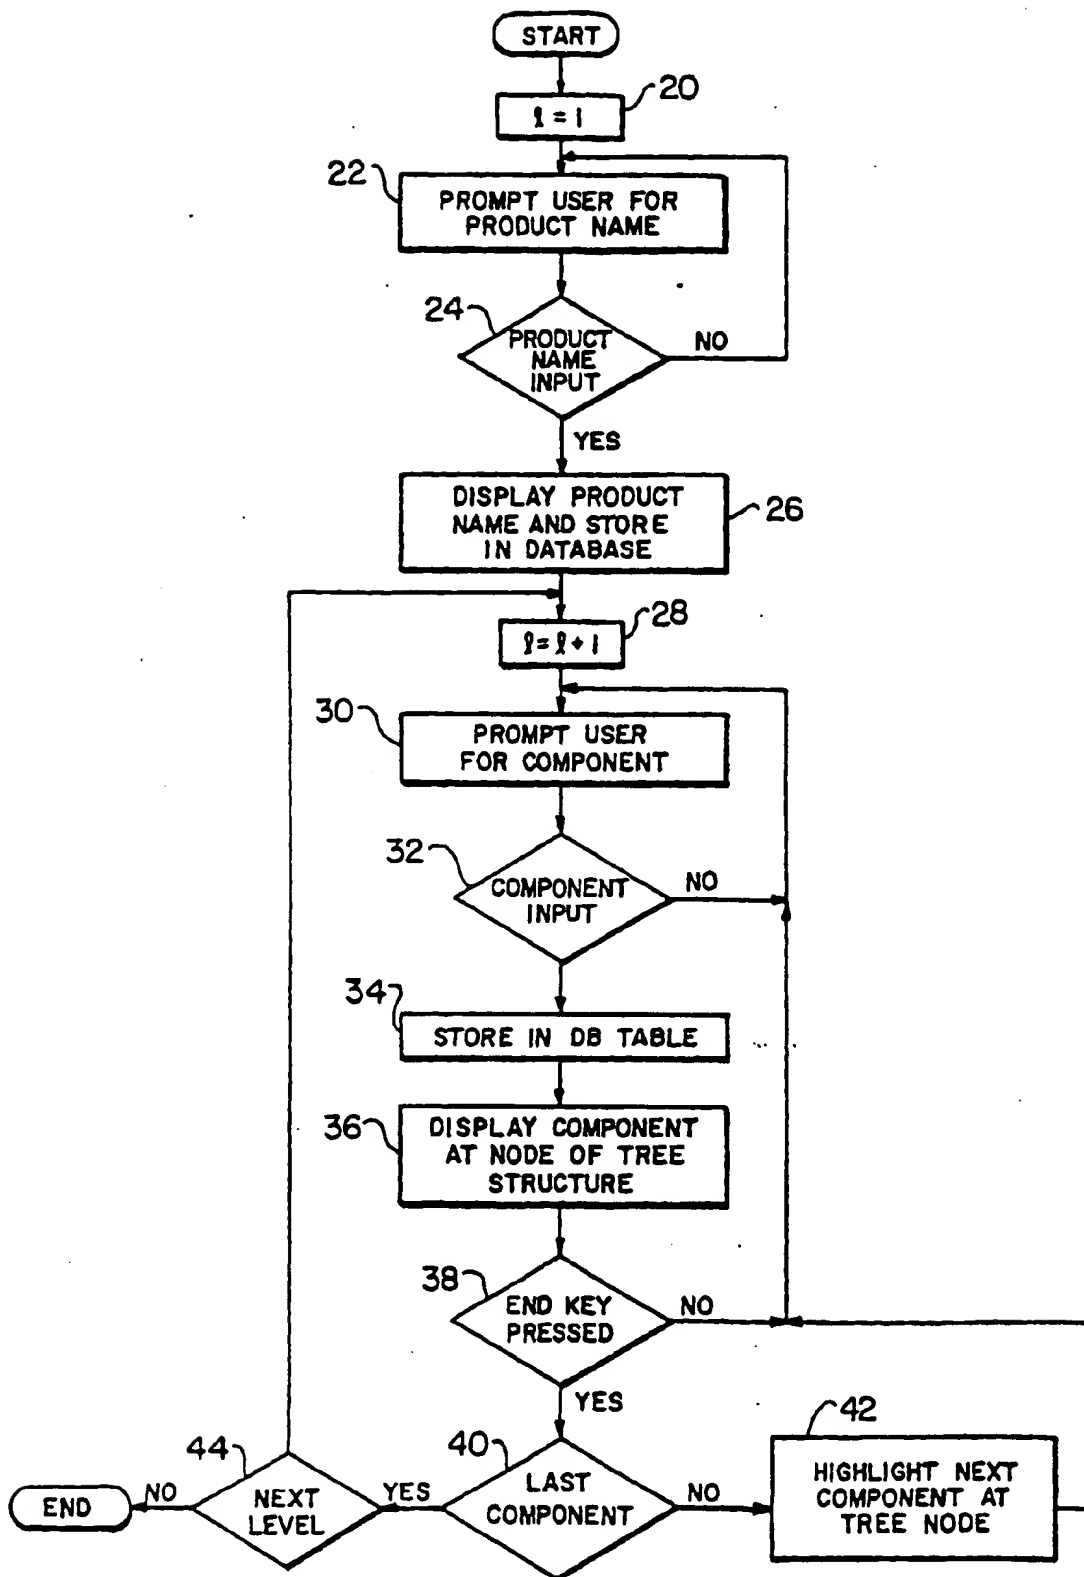 START
20
ℓ = 1
22
PROMPT USER FOR
PRODUCT NAME
24
PRODUCT
NAME
INPUT
NO
YES
DISPLAY PRODUCT
NAME AND STORE
IN DATABASE
26
28
ℓ = ℓ + 1
30
PROMPT USER
FOR COMPONENT
32
COMPONENT
INPUT
NO
34
STORE IN DB TABLE
36
DISPLAY COMPONENT
AT NODE OF TREE
STRUCTURE
38
END KEY
PRESSED
NO
YES
40
LAST
COMPONENT
NO
42
HIGHLIGHT NEXT
COMPONENT AT
TREE NODE
YES
44
NEXT
LEVEL
NO
END